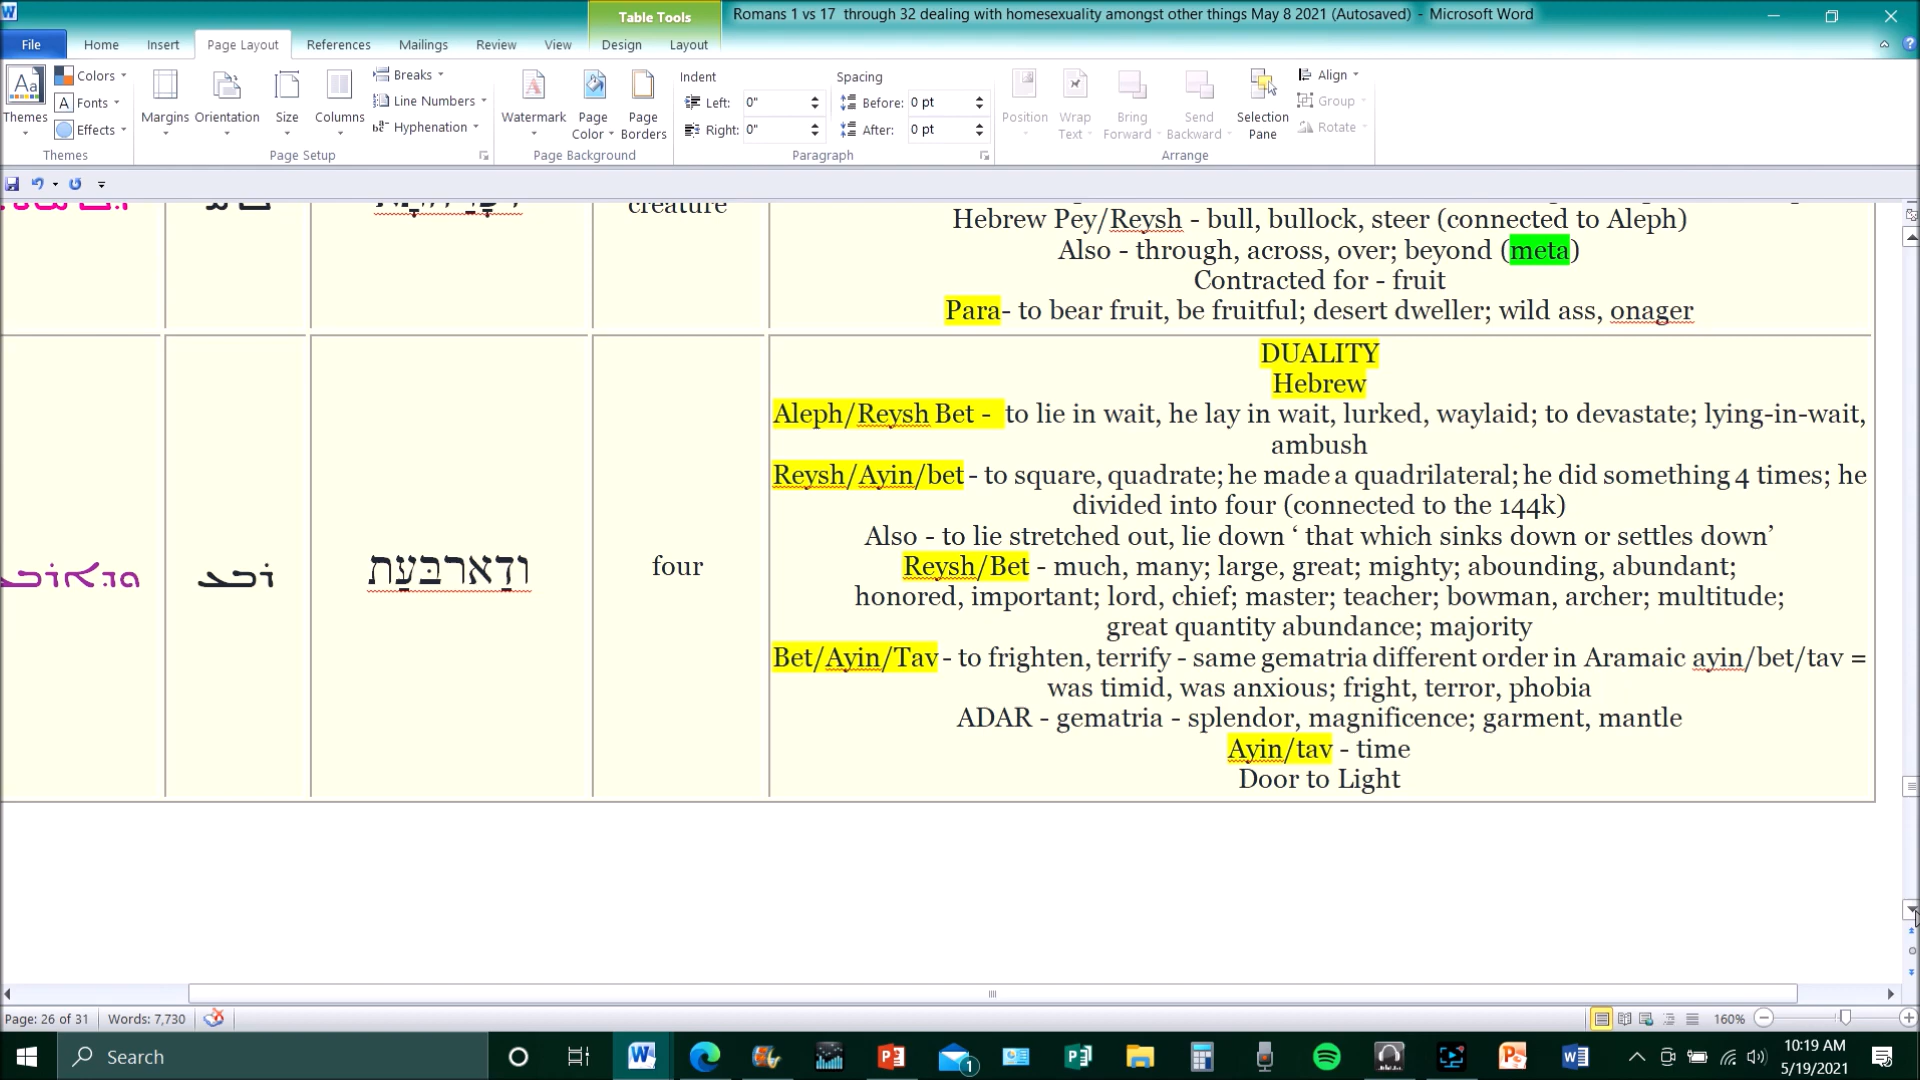 Table Tools
Romans 1 vs 17 through 32 dealing with homesexuality amongst other things May 8 2021 (Autosaved) - Microsoft Word
File Home Insert Page Layout References Mailings Review View Design Layout
Colors
Fonts
Effects
Themes
Themes
Margins Orientation Size Columns
Breaks
Line Numbers
Hyphenation
Page Setup
Watermark Page Color Page Borders
Page Background
Indent Spacing
Left: 0" Before: 0 pt
Right: 0" After: 0 pt
Paragraph
Position Wrap Text Bring Forward Send Backward Selection Pane
Align
Group
Rotate
Arrange
creature
Hebrew Pey/Reysh - bull, bullock, steer (connected to Aleph)
Also - through, across, over; beyond (meta)
Contracted for - fruit
Para- to bear fruit, be fruitful; desert dweller; wild ass, onager
DUALITY
Hebrew
Aleph/Reysh Bet - to lie in wait, he lay in wait, lurked, waylaid; to devastate; lying-in-wait,
ambush
Reysh/Ayin/bet - to square, quadrate; he made a quadrilateral; he did something 4 times; he
divided into four (connected to the 144k)
Also - to lie stretched out, lie down ‘ that which sinks down or settles down’
Reysh/Bet - much, many; large, great; mighty; abounding, abundant;
honored, important; lord, chief; master; teacher; bowman, archer; multitude;
great quantity abundance; majority
Bet/Ayin/Tav - to frighten, terrify - same gematria different order in Aramaic ayin/bet/tav =
was timid, was anxious; fright, terror, phobia
ADAR - gematria - splendor, magnificence; garment, mantle
Ayin/tav - time
Door to Light
ודַארבּעַת
four
Page: 26 of 31 Words: 7,730
160%
Search
1
10:19 AM
5/19/2021